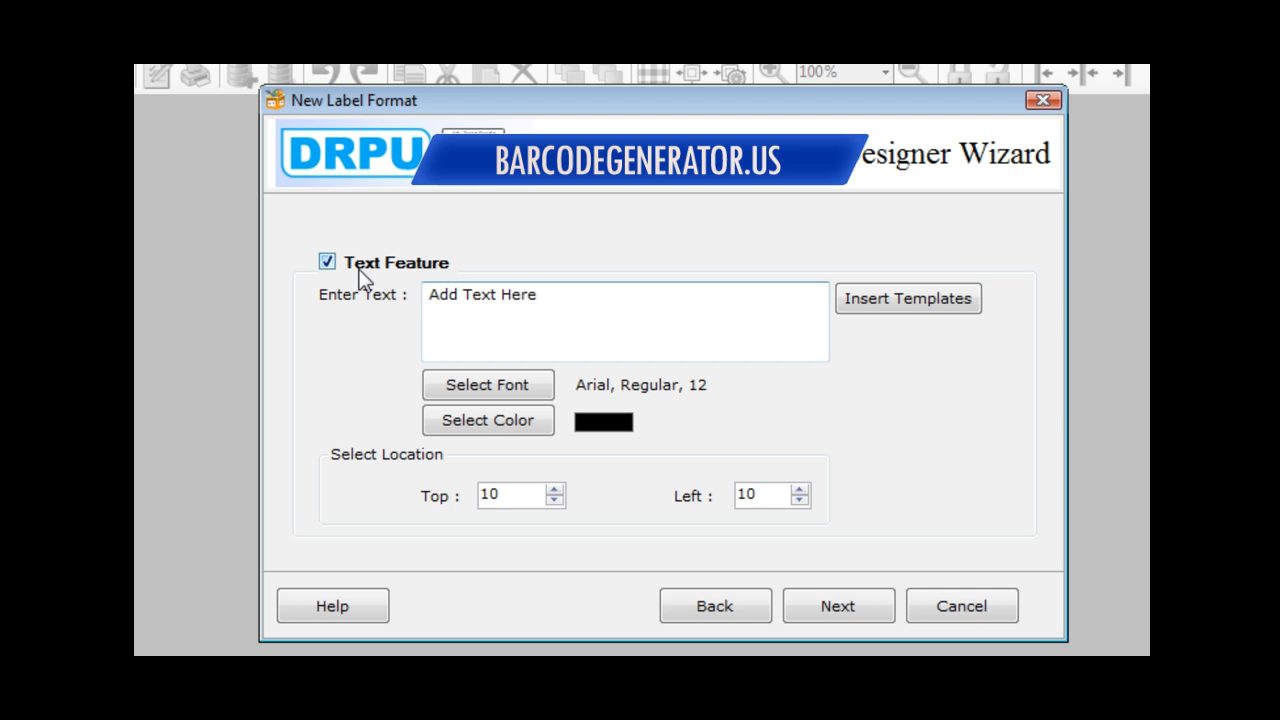 100%
New Label Format
DRPU
BARCODEGENERATOR.US
esigner Wizard
Text Feature
Enter Text :
Add Text Here
Insert Templates
Select Font
Arial, Regular, 12
Select Color
Select Location
Top :
10
Left :
10
Help
Back
Next
Cancel